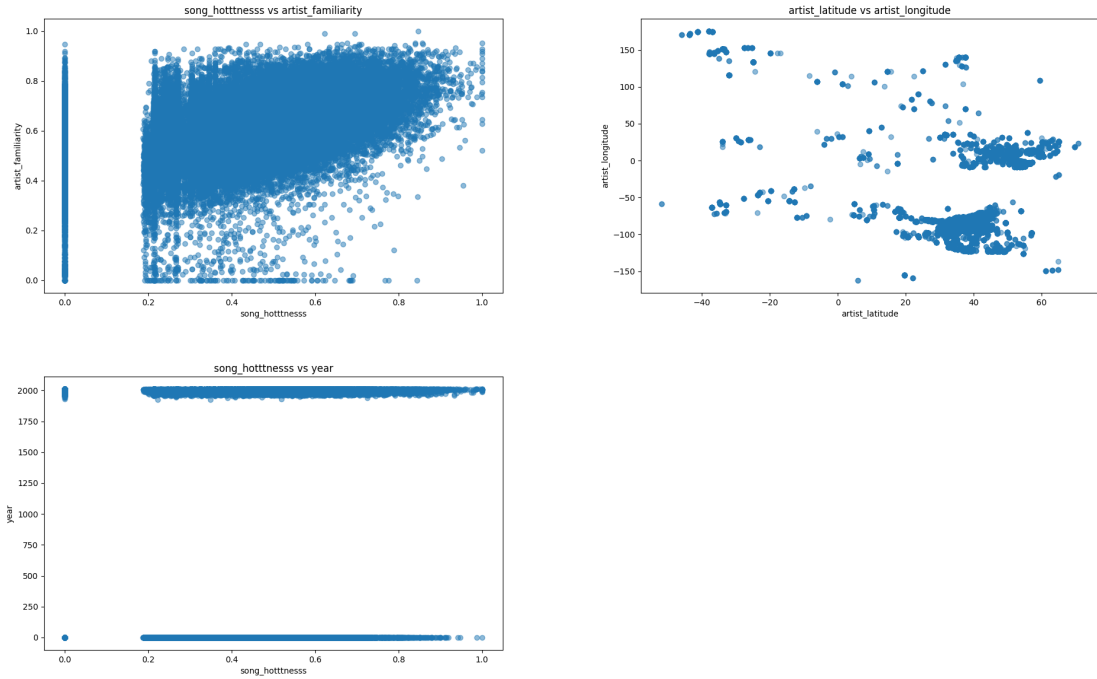 song_hotttnesss vs artist_familiarity
1.0
0.8
0.6
0.4
0.2
0.0
artist_familiarity
0.0 0.2 0.4 0.6 0.8 1.0
song_hotttnesss
artist_latitude vs artist_longitude
150
100
50
0
−50
−100
−150
artist_longitude
−40 −20 0 20 40 60
artist_latitude
song_hotttnesss vs year
2000
1750
1500
1250
1000
750
500
250
0
year
0.0 0.2 0.4 0.6 0.8 1.0
song_hotttnesss